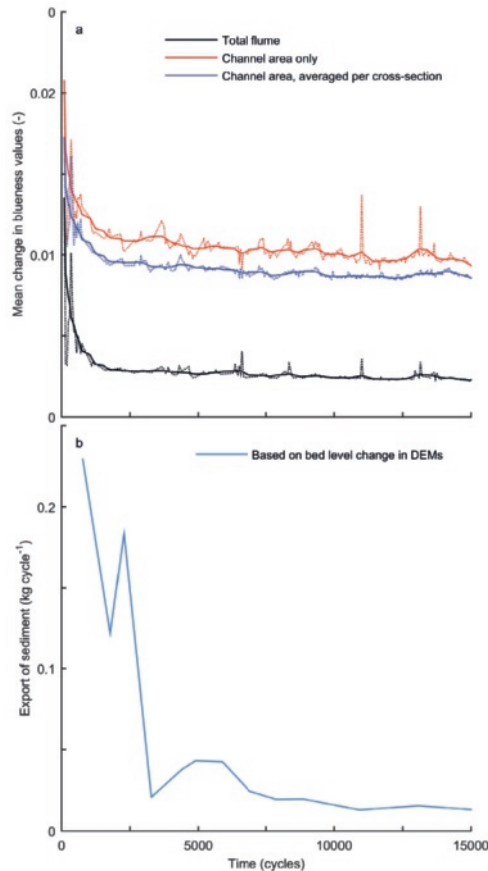 0
a
Total flume
Channel area only
Channel area, averaged per cross-section
0.02
Mean change in blueness values (-)
0.01
0
b
Based on bed level change in DEMs
0.2
Export of sediment (kg cycle-1)
0.1
0
0 5000 10000 15000
Time (cycles)